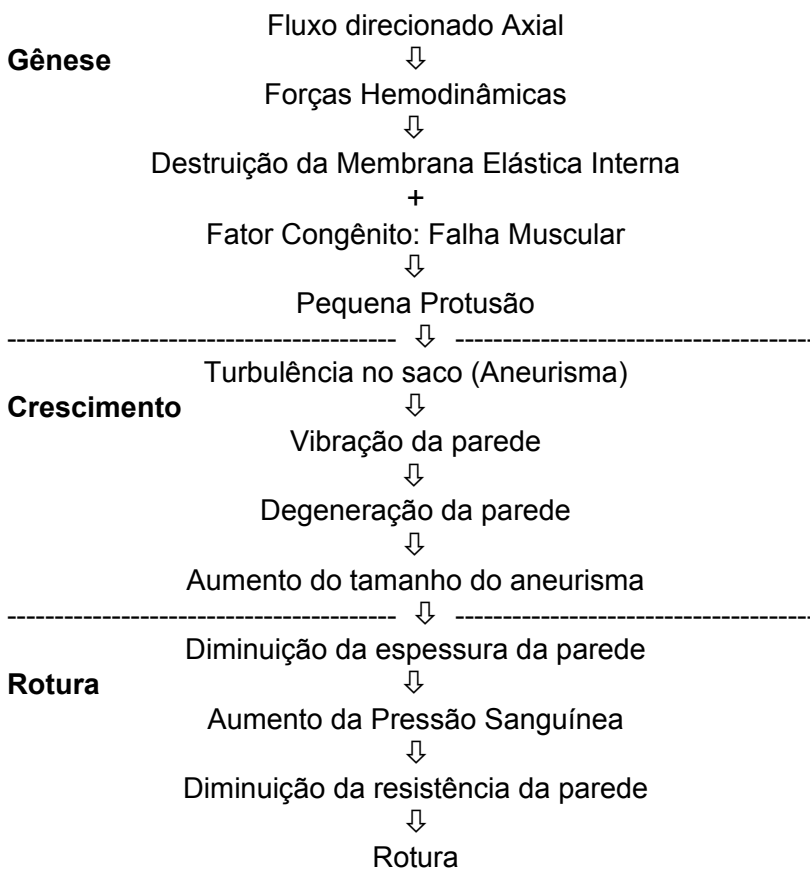 Fluxo direcionado Axial
Gênese
⇩
Forças Hemodinâmicas
⇩
Destruição da Membrana Elástica Interna
+
Fator Congênito: Falha Muscular
⇩
Pequena Protusão
----------------------------------------- ⇩ --------------------------------------
Turbulência no saco (Aneurisma)
Crescimento
⇩
Vibração da parede
⇩
Degeneração da parede
⇩
Aumento do tamanho do aneurisma
----------------------------------------- ⇩ --------------------------------------
Diminuição da espessura da parede
Rotura
⇩
Aumento da Pressão Sanguínea
⇩
Diminuição da resistência da parede
⇩
Rotura